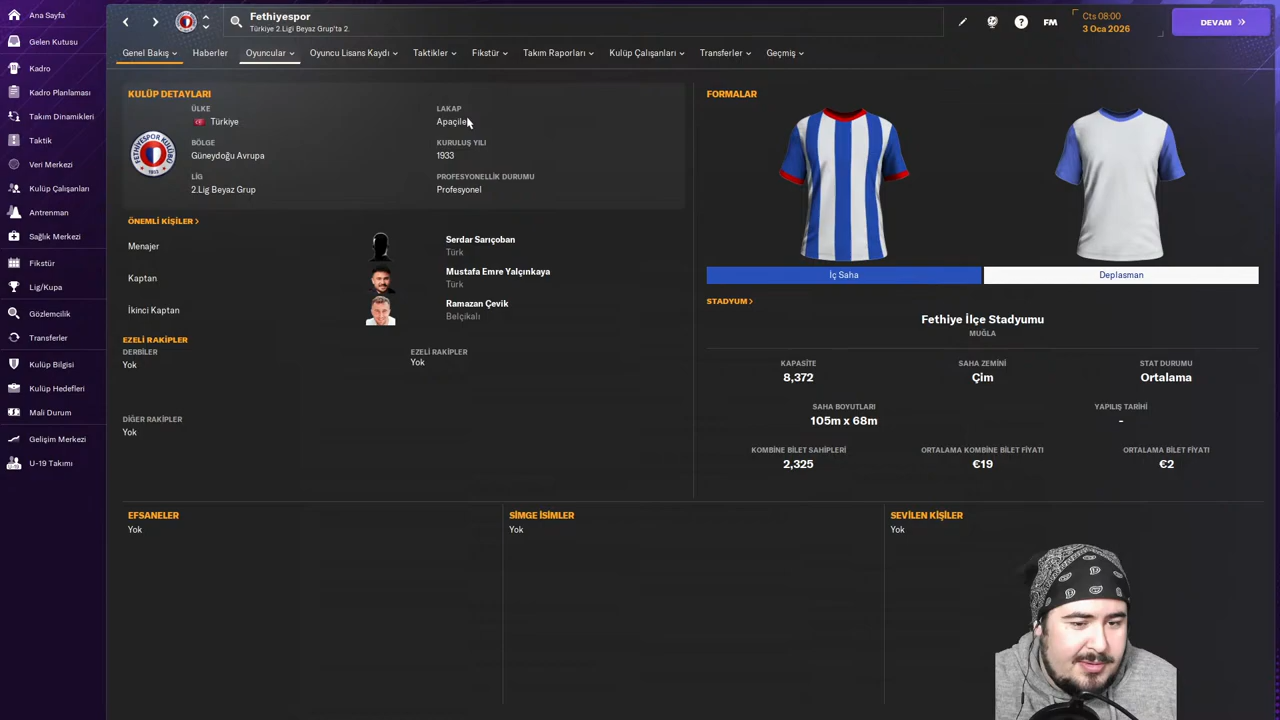 Ana Sayfa
Gelen Kutusu
Kadro
Kadro Planlaması
Takım Dinamikleri
Taktik
Veri Merkezi
Kulüp Çalışanları
Antrenman
Sağlık Merkezi
Fikstür
Lig/Kupa
Gözlemcilik
Transferler
Kulüp Bilgisi
Kulüp Hedefleri
Mali Durum
Gelişim Merkezi
U-19 Takımı
Fethiyespor
Türkiye 2.Ligi Beyaz Grup'ta 2.
FM
Cts 08:00
3 Oca 2026
DEVAM
Genel Bakış
Haberler
Oyuncular
Oyuncu Lisans Kaydı
Taktikler
Fikstür
Takım Raporları
Kulüp Çalışanları
Transferler
Geçmiş
KULÜP DETAYLARI
FETHİYESPOR KULÜBÜ
1933
ÜLKE
Türkiye
BÖLGE
Güneydoğu Avrupa
LİG
2.Lig Beyaz Grup
LAKAP
KURULUŞ YILI
1933
PROFESYONELLİK DURUMU
Profesyonel
ÖNEMLİ KİŞİLER
Menajer
Serdar Sarıçoban
Türk
Kaptan
Mustafa Emre Yalçınkaya
Türk
İkinci Kaptan
Ramazan Çevik
Belçikalı
EZELİ RAKİPLER
DERBİLER
Yok
EZELİ RAKİPLER
Yok
DİĞER RAKİPLER
Yok
FORMALAR
İç Saha
Deplasman
STADYUM
Fethiye İlçe Stadyumu
MUĞLA
KAPASİTE
8,372
SAHA ZEMİNİ
Çim
STAT DURUMU
Ortalama
SAHA BOYUTLARI
105m x 68m
YAPILIŞ TARİHİ
-
KOMBİNE BİLET SAHİPLERİ
2,325
ORTALAMA KOMBİNE BİLET FİYATI
€19
ORTALAMA BİLET FİYATI
€2
EFSANELER
Yok
SİMGE İSİMLER
Yok
SEVİLEN KİŞİLER
Yok